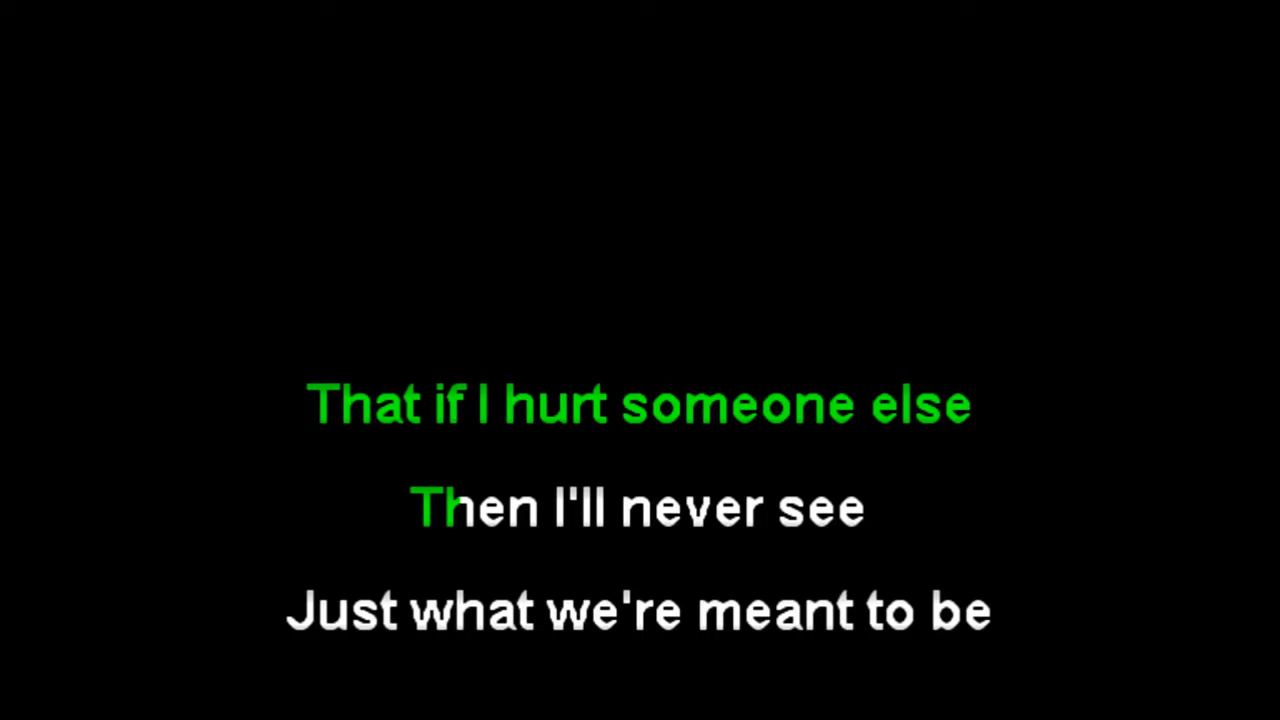 That if I hurt someone else
Then I'll never see
Just what we're meant to be